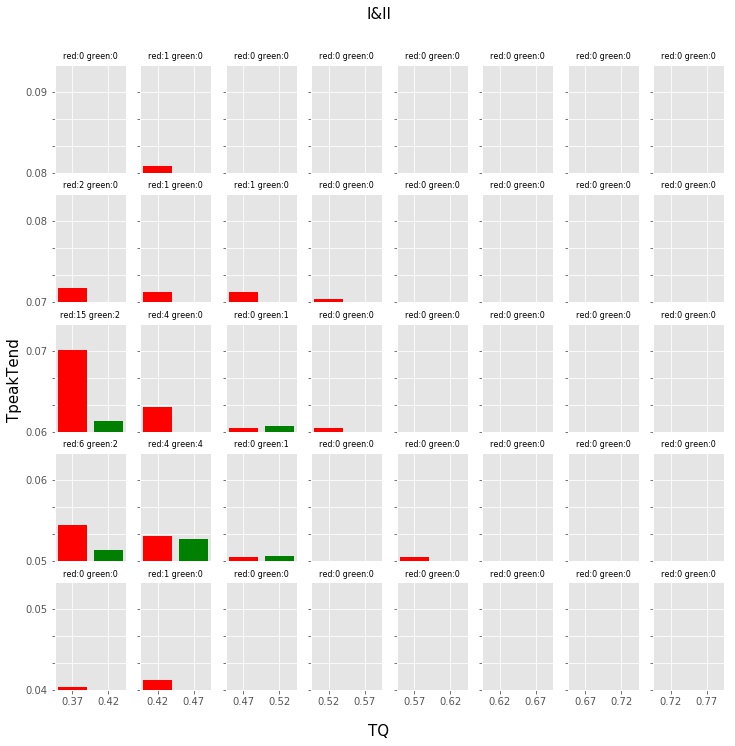 I&II
red:0 green:0 red:1 green:0 red:0 green:0 red:0 green:0 red:0 green:0 red:0 green:0 red:0 green:0 red:0 green:0
0.09
0.08
red:2 green:0 red:1 green:0 red:1 green:0 red:0 green:0 red:0 green:0 red:0 green:0 red:0 green:0 red:0 green:0
0.08
0.07
red:15 green:2 red:4 green:0 red:0 green:1 red:0 green:0 red:0 green:0 red:0 green:0 red:0 green:0 red:0 green:0
0.07
TpeakTend
0.06
red:6 green:2 red:4 green:4 red:0 green:1 red:0 green:0 red:0 green:0 red:0 green:0 red:0 green:0 red:0 green:0
0.06
0.05
red:0 green:0 red:1 green:0 red:0 green:0 red:0 green:0 red:0 green:0 red:0 green:0 red:0 green:0 red:0 green:0
0.05
0.04
0.37 0.42 0.42 0.47 0.47 0.52 0.52 0.57 0.57 0.62 0.62 0.67 0.67 0.72 0.72 0.77
TQ